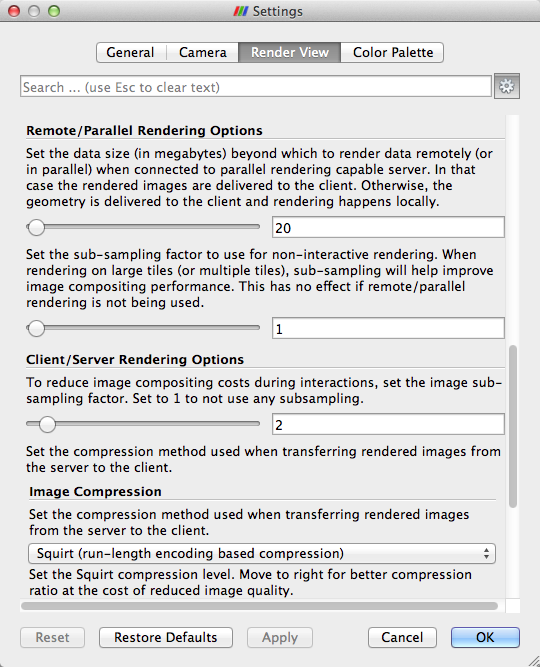 Settings
General
Camera
Render View
Color Palette
Search ... (use Esc to clear text)
Remote/Parallel Rendering Options
Set the data size (in megabytes) beyond which to render data remotely (or
in parallel) when connected to parallel rendering capable server. In that
case the rendered images are delivered to the client. Otherwise, the
geometry is delivered to the client and rendering happens locally.
20
Set the sub-sampling factor to use for non-interactive rendering. When
rendering on large tiles (or multiple tiles), sub-sampling will help improve
image compositing performance. This has no effect if remote/parallel
rendering is not being used.
1
Client/Server Rendering Options
To reduce image compositing costs during interactions, set the image sub-
sampling factor. Set to 1 to not use any subsampling.
2
Set the compression method used when transferring rendered images from
the server to the client.
Image Compression
Set the compression method used when transferring rendered images
from the server to the client.
Squirt (run-length encoding based compression)
Set the Squirt compression level. Move to right for better compression
ratio at the cost of reduced image quality.
Reset
Restore Defaults
Apply
Cancel
OK